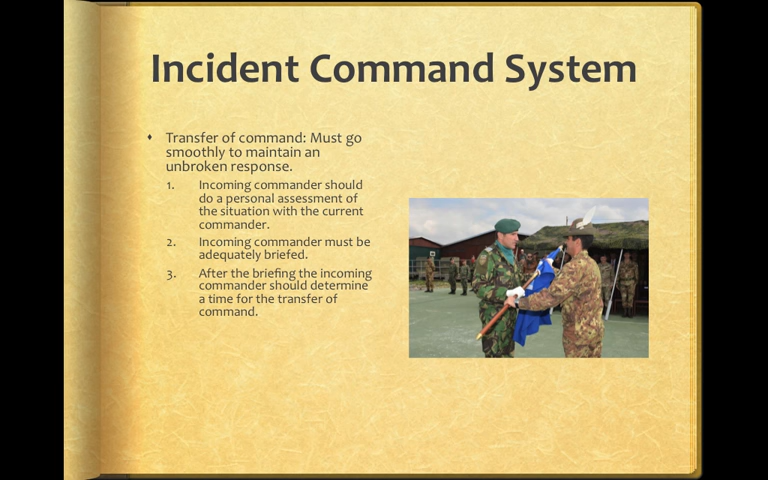 Incident Command System
♦ Transfer of command: Must go
smoothly to maintain an
unbroken response.
1. Incoming commander should
do a personal assessment of
the situation with the current
commander.
2. Incoming commander must be
adequately briefed.
3. After the briefing the incoming
commander should determine
a time for the transfer of
command.